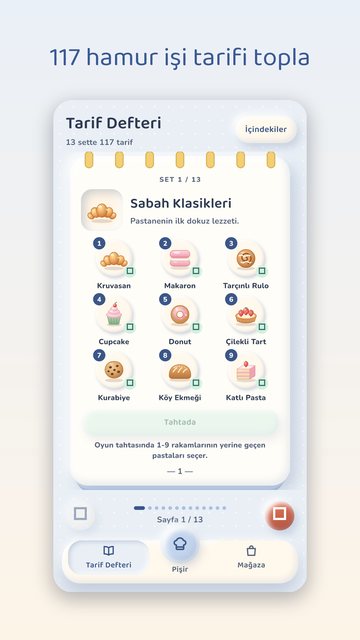 117 hamur işi tarifi topla
Tarif Defteri
13 sette 117 tarif
İçindekiler
SET 1 / 13
Sabah Klasikleri
Pastanenin ilk dokuz lezzeti.
1 2 3
Kruvasan Makaron Tarçınlı Rulo
4 5 6
Cupcake Donut Çilekli Tart
7 8 9
Kurabiye Köy Ekmeği Katlı Pasta
Tahtada
Oyun tahtasında 1-9 rakamlarının yerine geçen
pastaları seçer.
— 1 —
Sayfa 1 / 13
Tarif Defteri Pişir Mağaza